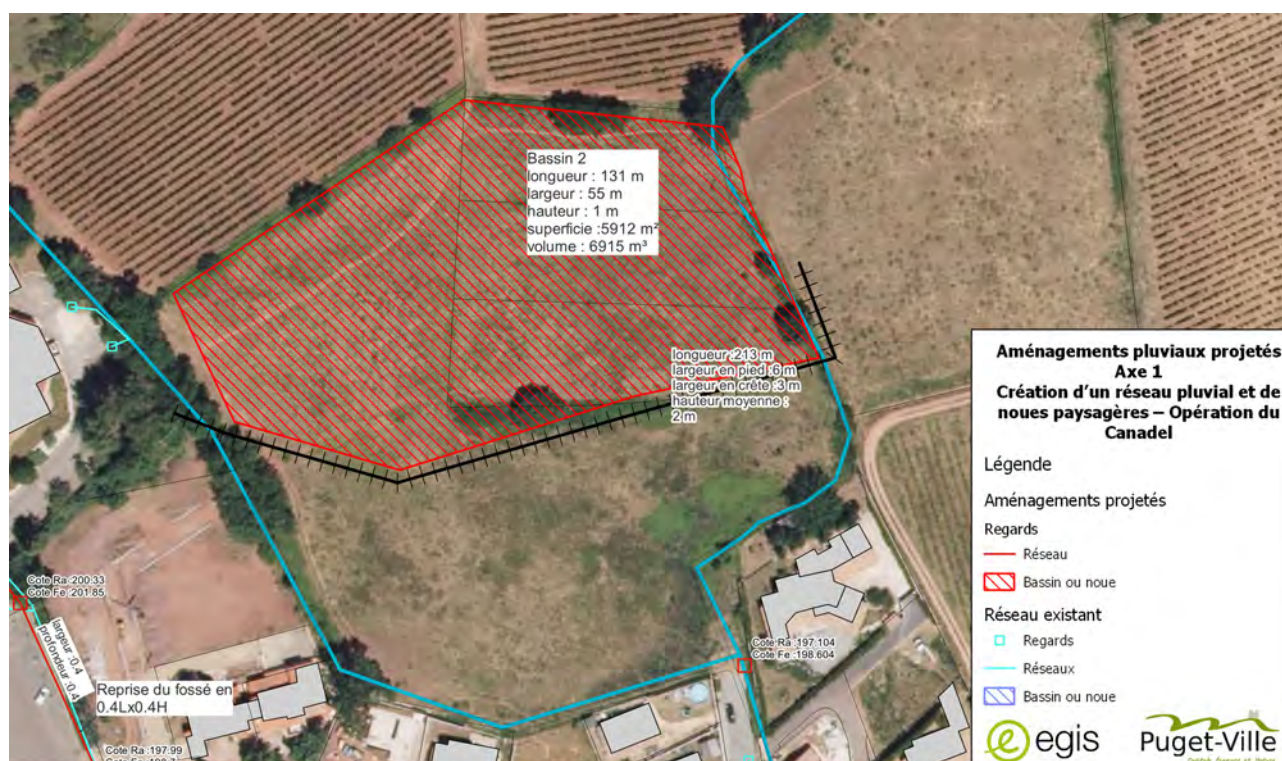 Bassin 2
longueur : 131 m
largeur : 55 m
hauteur : 1 m
superficie :5912 m²
volume : 6915 m³
longueur :213 m
largeur en pied :6 m
largeur en crête :3 m
hauteur moyenne :
2 m
Cote Ra :200.33
Cote Fe :201.85
largeur :0.4
profondeur :0.4
Reprise du fossé en
0.4Lx0.4H
Cote Ra :197.99
Cote Ra :197.104
Cote Fe :198.604
Aménagements pluviaux projetés
Axe 1
Création d'un réseau pluvial et de
noues paysagères – Opération du
Canadel
Légende
Aménagements projetés
Regards
Réseau
Bassin ou noue
Réseau existant
Regards
Réseaux
Bassin ou noue
egis
Puget-Ville